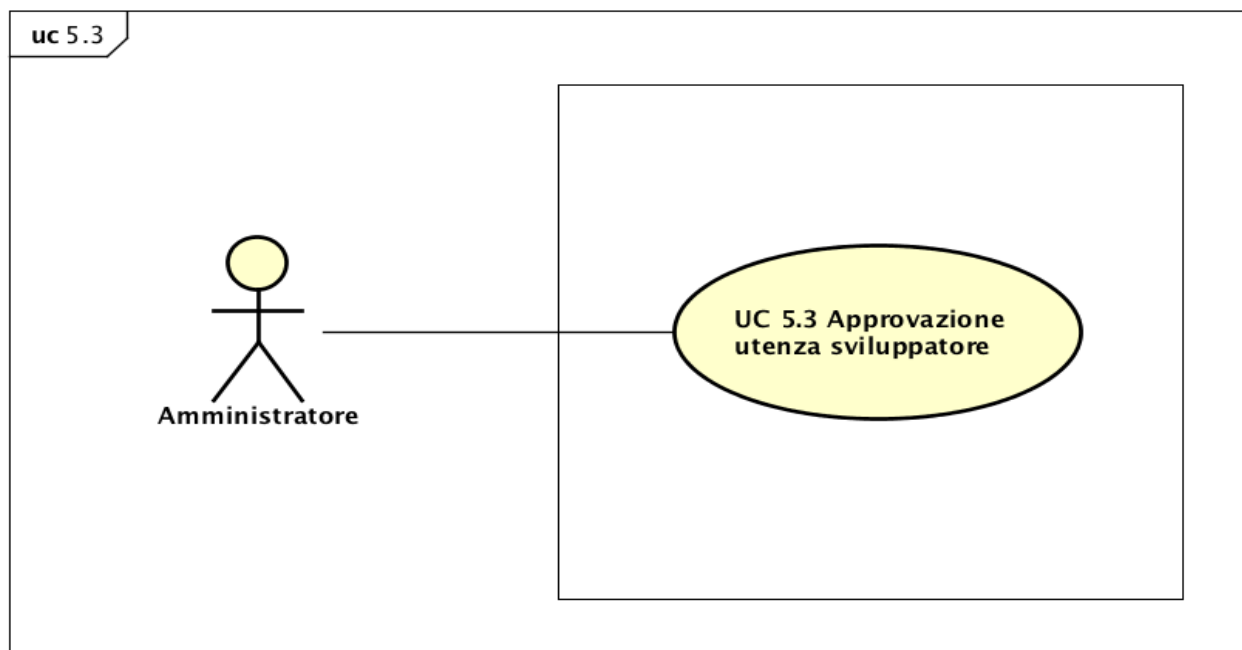 uc 5.3
UC 5.3 Approvazione
utenza sviluppatore
Amministratore